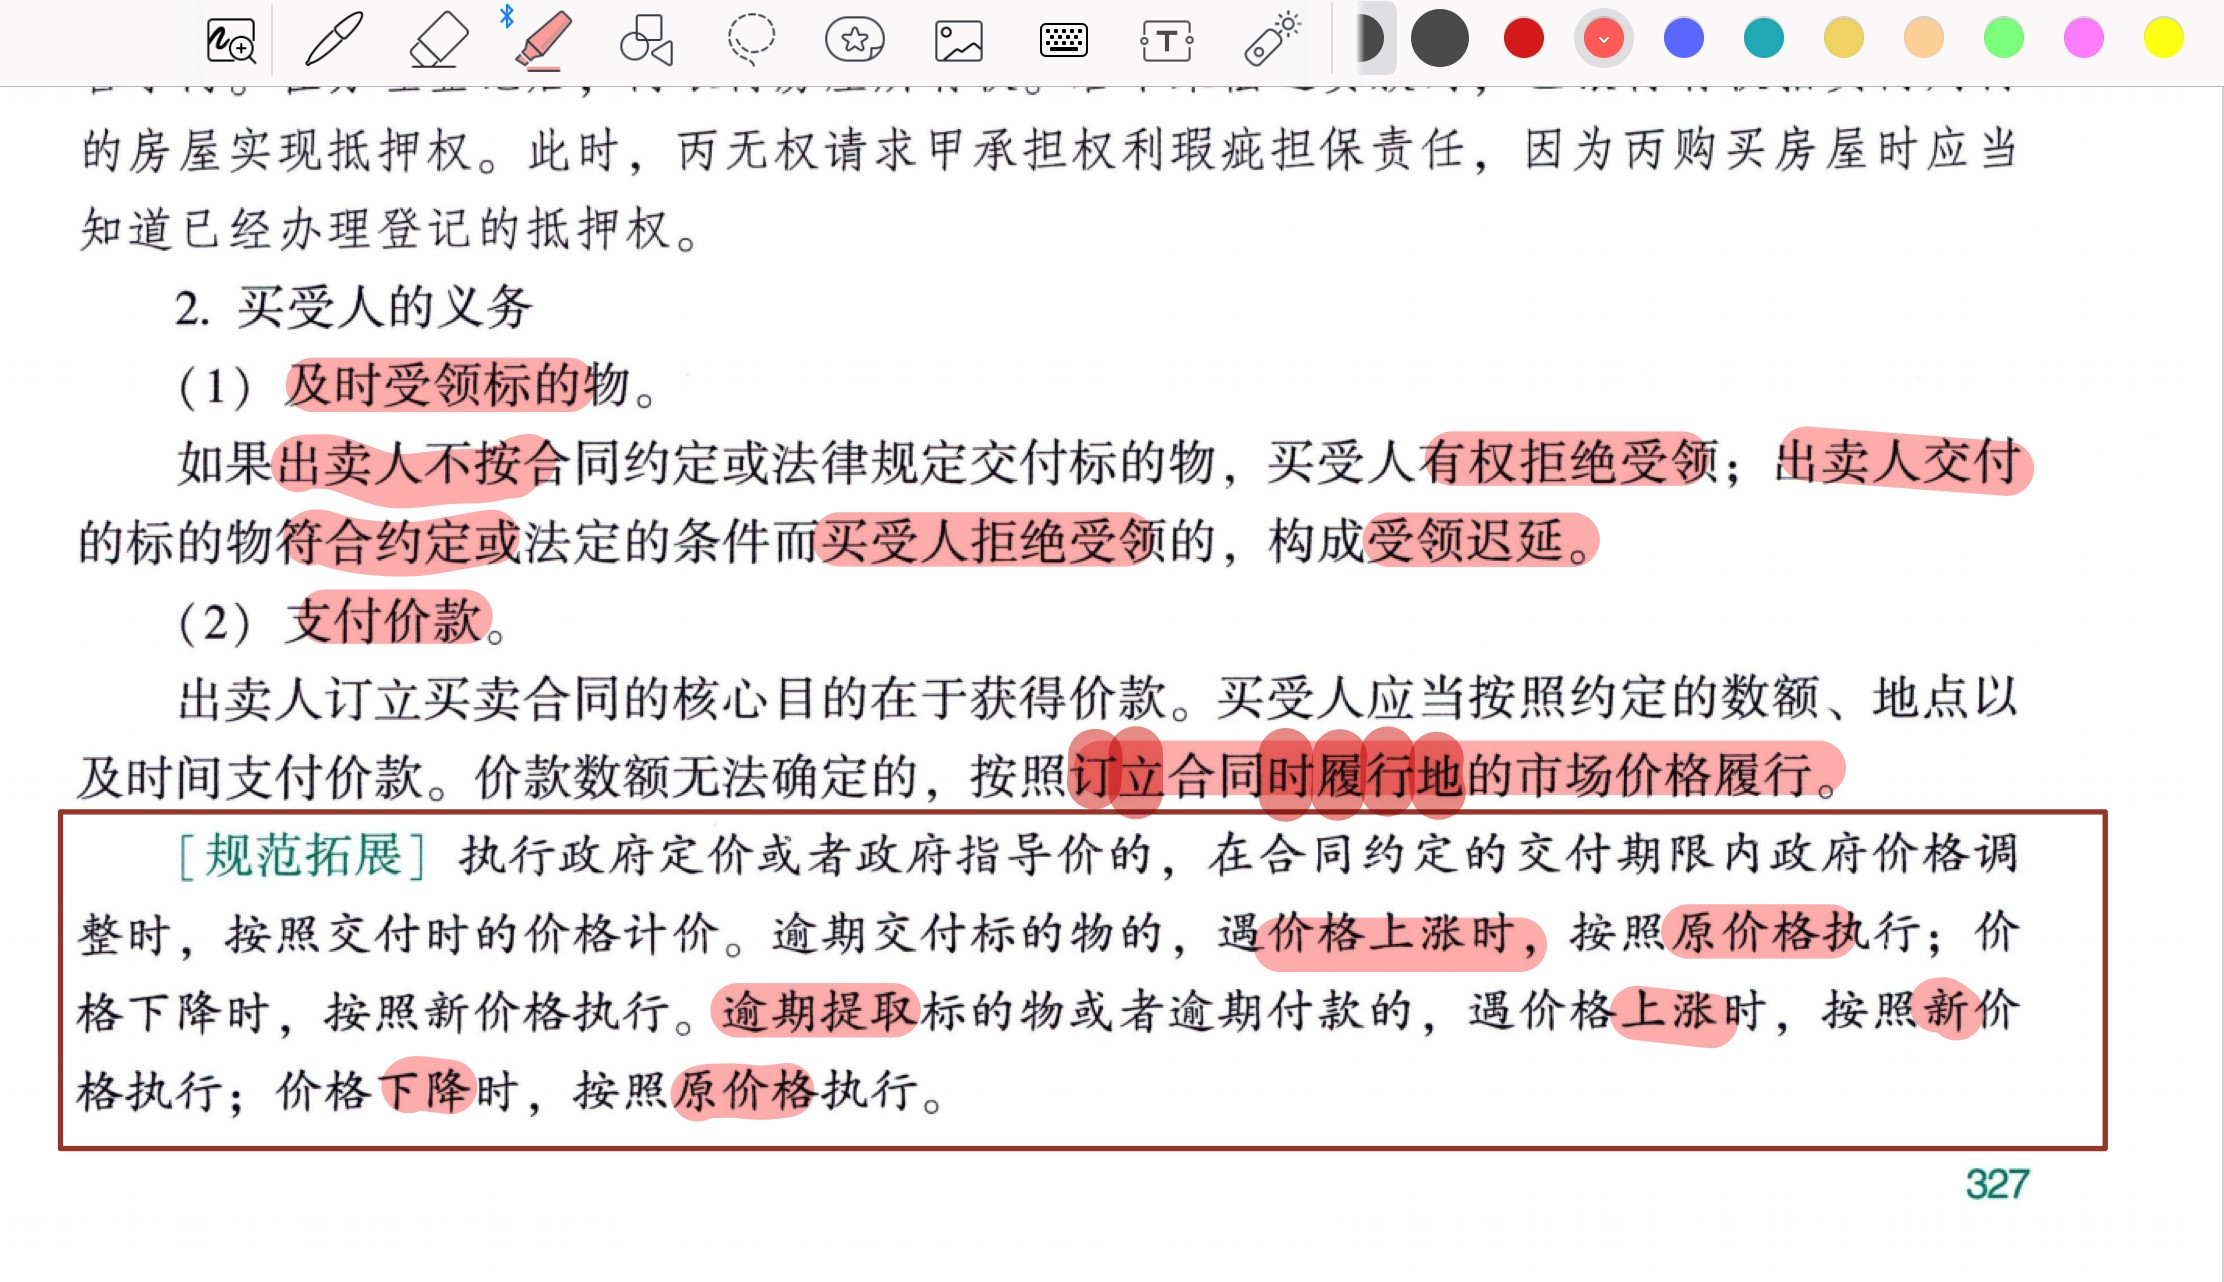 的房屋实现抵押权。此时，丙无权请求甲承担权利瑕疵担保责任，因为丙购买房屋时应当
知道已经办理登记的抵押权。
2. 买受人的义务
（1）及时受领标的物。
如果出卖人不按合同约定或法律规定交付标的物，买受人有权拒绝受领；出卖人交付
的标的物符合约定或法定的条件而买受人拒绝受领的，构成受领迟延。
（2）支付价款。
出卖人订立买卖合同的核心目的在于获得价款。买受人应当按照约定的数额、地点以
及时间支付价款。价款数额无法确定的，按照订立合同时履行地的市场价格履行。
［规范拓展］执行政府定价或者政府指导价的，在合同约定的交付期限内政府价格调
整时，按照交付时的价格计价。逾期交付标的物的，遇价格上涨时，按照原价格执行；价
格下降时，按照新价格执行。逾期提取标的物或者逾期付款的，遇价格上涨时，按照新价
格执行；价格下降时，按照原价格执行。
327